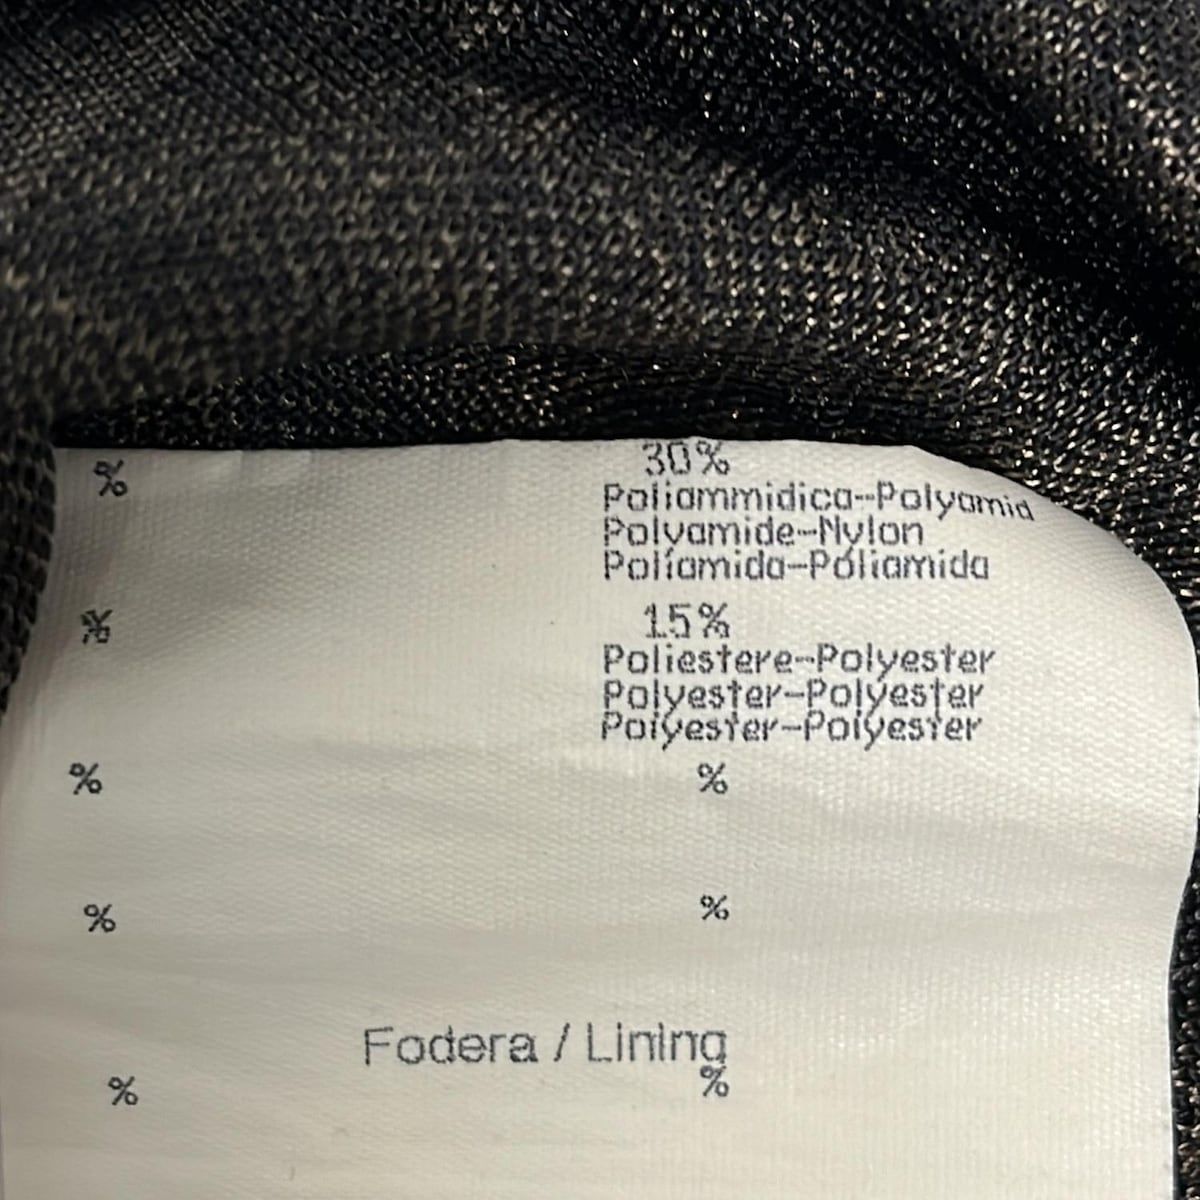 % 30%
Poliammidica-Polyamid
Polyamide-Nylon
Poliamida-Poliamida
% 15%
Poliestere-Polyester
Polyester-Polyester
Polyester-Polyester
% %
% %
Fodera / Lining
% %